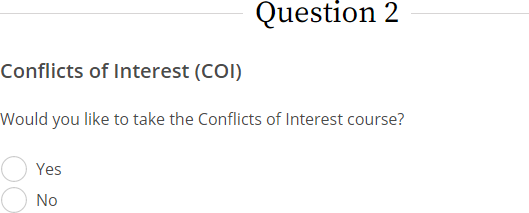 Question 2
Conflicts of Interest (COI)
Would you like to take the Conflicts of Interest course?
Yes
No